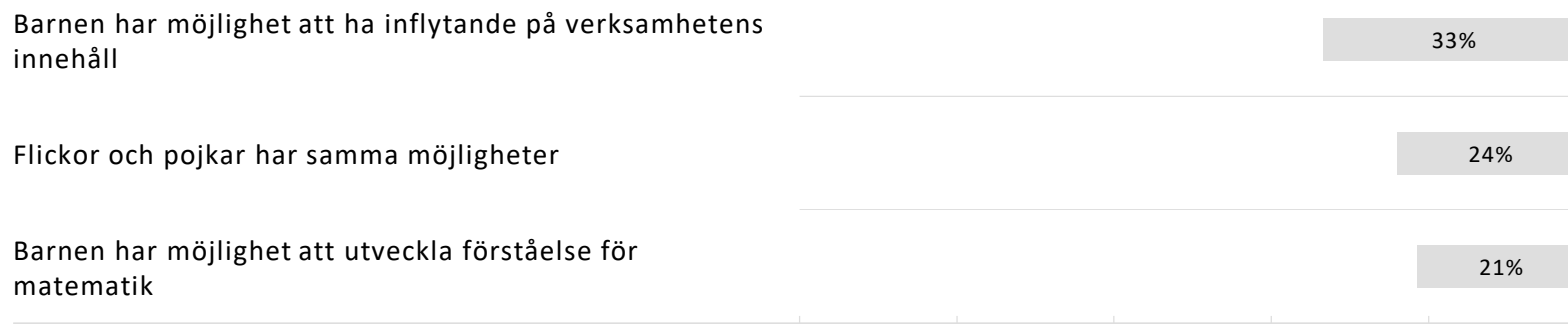 Barnen har möjlighet att ha inflytande på verksamhetens
innehåll
33%
Flickor och pojkar har samma möjligheter
24%
Barnen har möjlighet att utveckla förståelse för
matematik
21%